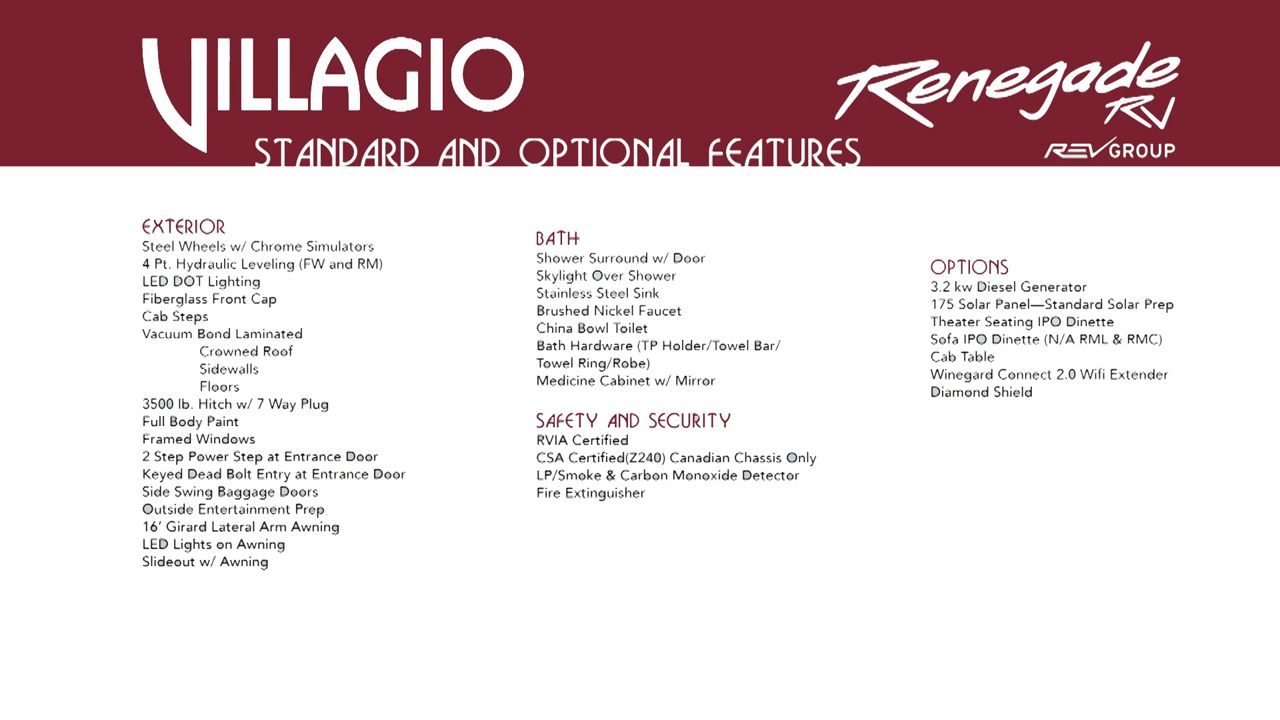 VILLAGIO
STANDARD AND OPTIONAL FEATURES
Renegade
RV
REV GROUP
EXTERIOR
Steel Wheels w/ Chrome Simulators
4 Pt. Hydraulic Leveling (FW and RM)
LED DOT Lighting
Fiberglass Front Cap
Cab Steps
Vacuum Bond Laminated
Crowned Roof
Sidewalls
Floors
3500 lb. Hitch w/ 7 Way Plug
Full Body Paint
Framed Windows
2 Step Power Step at Entrance Door
Keyed Dead Bolt Entry at Entrance Door
Side Swing Baggage Doors
Outside Entertainment Prep
16’ Girard Lateral Arm Awning
LED Lights on Awning
Slideout w/ Awning
BATH
Shower Surround w/ Door
Skylight Over Shower
Stainless Steel Sink
Brushed Nickel Faucet
China Bowl Toilet
Bath Hardware (TP Holder/Towel Bar/
Towel Ring/Robe)
Medicine Cabinet w/ Mirror
SAFETY AND SECURITY
RVIA Certified
CSA Certified(Z240) Canadian Chassis Only
LP/Smoke & Carbon Monoxide Detector
Fire Extinguisher
OPTIONS
3.2 kw Diesel Generator
175 Solar Panel—Standard Solar Prep
Theater Seating IPO Dinette
Sofa IPO Dinette (N/A RML & RMC)
Cab Table
Winegard Connect 2.0 Wifi Extender
Diamond Shield